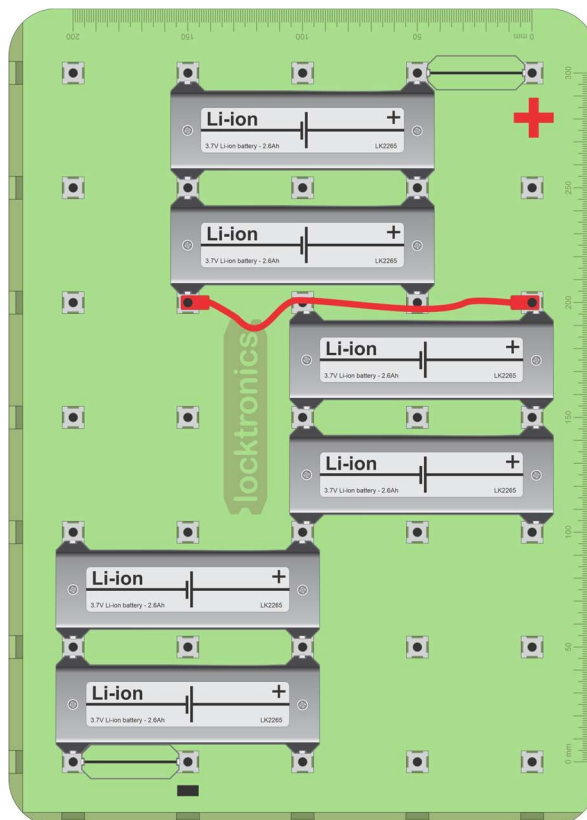 200 150 100 50 0 mm
300
Li-ion +
3.7V Li-ion battery - 2.6Ah LK2265
250
Li-ion +
3.7V Li-ion battery - 2.6Ah LK2265
200
locktronics
Li-ion +
3.7V Li-ion battery - 2.6Ah LK2265
150
Li-ion +
3.7V Li-ion battery - 2.6Ah LK2265
100
Li-ion +
3.7V Li-ion battery - 2.6Ah LK2265
50
Li-ion +
3.7V Li-ion battery - 2.6Ah LK2265
0 mm